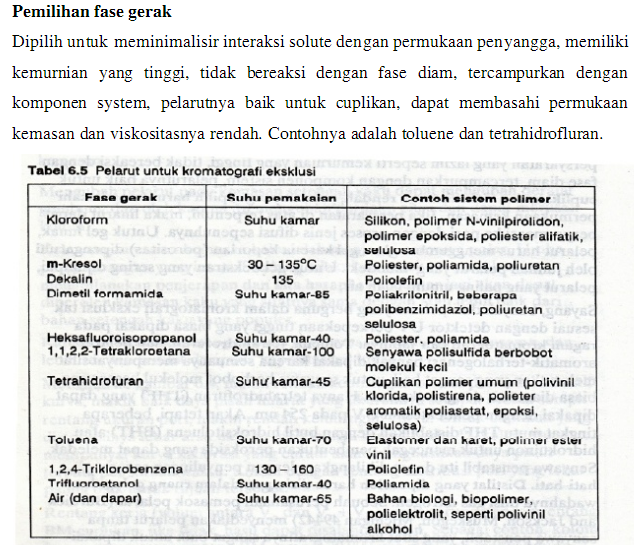 Pemilihan fase gerak
Dipilih untuk meminimalisir interaksi solute dengan permukaan penyangga, memiliki
kemurnian yang tinggi, tidak bereaksi dengan fase diam, tercampurkan dengan
komponen system, pelarutnya baik untuk cuplikan, dapat membasahi permukaan
kemasan dan viskositasnya rendah. Contohnya adalah toluene dan tetrahidrofluran.
Tabel 6.5 Pelarut untuk kromatografi eksklusi
Fase gerak Suhu pemakaian Contoh sistem polimer
Kloroform Suhu kamar Silikon, polimer N-vinilpirolidon,
polimer epoksida, poliester alifatik,
selulosa
m-Kresol 30 – 135°C Poliester, poliamida, poliuretan
Dekalin 135 Poliolefin
Dimetil formamida Suhu kamar-85 Poliakrilonitril, beberapa
polibenzimidazol, poliuretan
selulosa
Heksafluoroisopropanol Suhu kamar-40 Poliester, poliamida
1,1,2,2-Tetrakloroetana Suhu kamar-100 Senyawa polisulfida berbobot
molekul kecil
Tetrahidrofuran Suhu kamar-45 Cuplikan polimer umum (polivinil
klorida, polistirena, polieter
aromatik poliasetat, epoksi,
selulosa)
Toluena Suhu kamar-70 Elastomer dan karet, polimer ester
vinil
1,2,4-Triklorobenzena 130 – 160 Poliolefin
Trifluoroetanol Suhu kamar-40 Poliamida
Air (dan dapar) Suhu kamar-65 Bahan biologi, biopolimer,
polielektrolit, seperti polivinil
alkohol